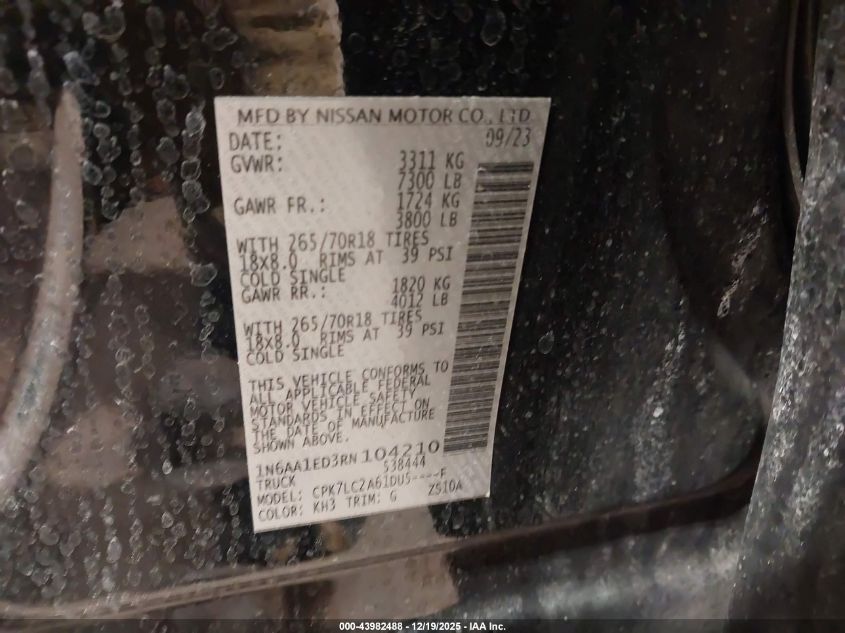 MFD BY NISSAN MOTOR CO., LTD
DATE: 09/23
GVWR: 3311 KG
7300 LB
GAWR FR.: 1724 KG
3800 LB
WITH 265/70R18 TIRES
18X8.0 RIMS AT 39 PSI
COLD SINGLE
GAWR RR.: 1820 KG
4012 LB
WITH 265/70R18 TIRES
18X8.0 RIMS AT 39 PSI
COLD SINGLE
THIS VEHICLE CONFORMS TO
ALL APPLICABLE FEDERAL
MOTOR VEHICLE SAFETY
STANDARDS IN EFFECT ON
THE DATE OF MANUFACTURE
SHOWN ABOVE.
1N6AA1ED3RN104210
TRUCK 538444
MODEL: CPK7LC2A61DU5----F
COLOR: KH3 TRIM: G ZS10A
000-43982488 - 12/19/2025 - IAA Inc.